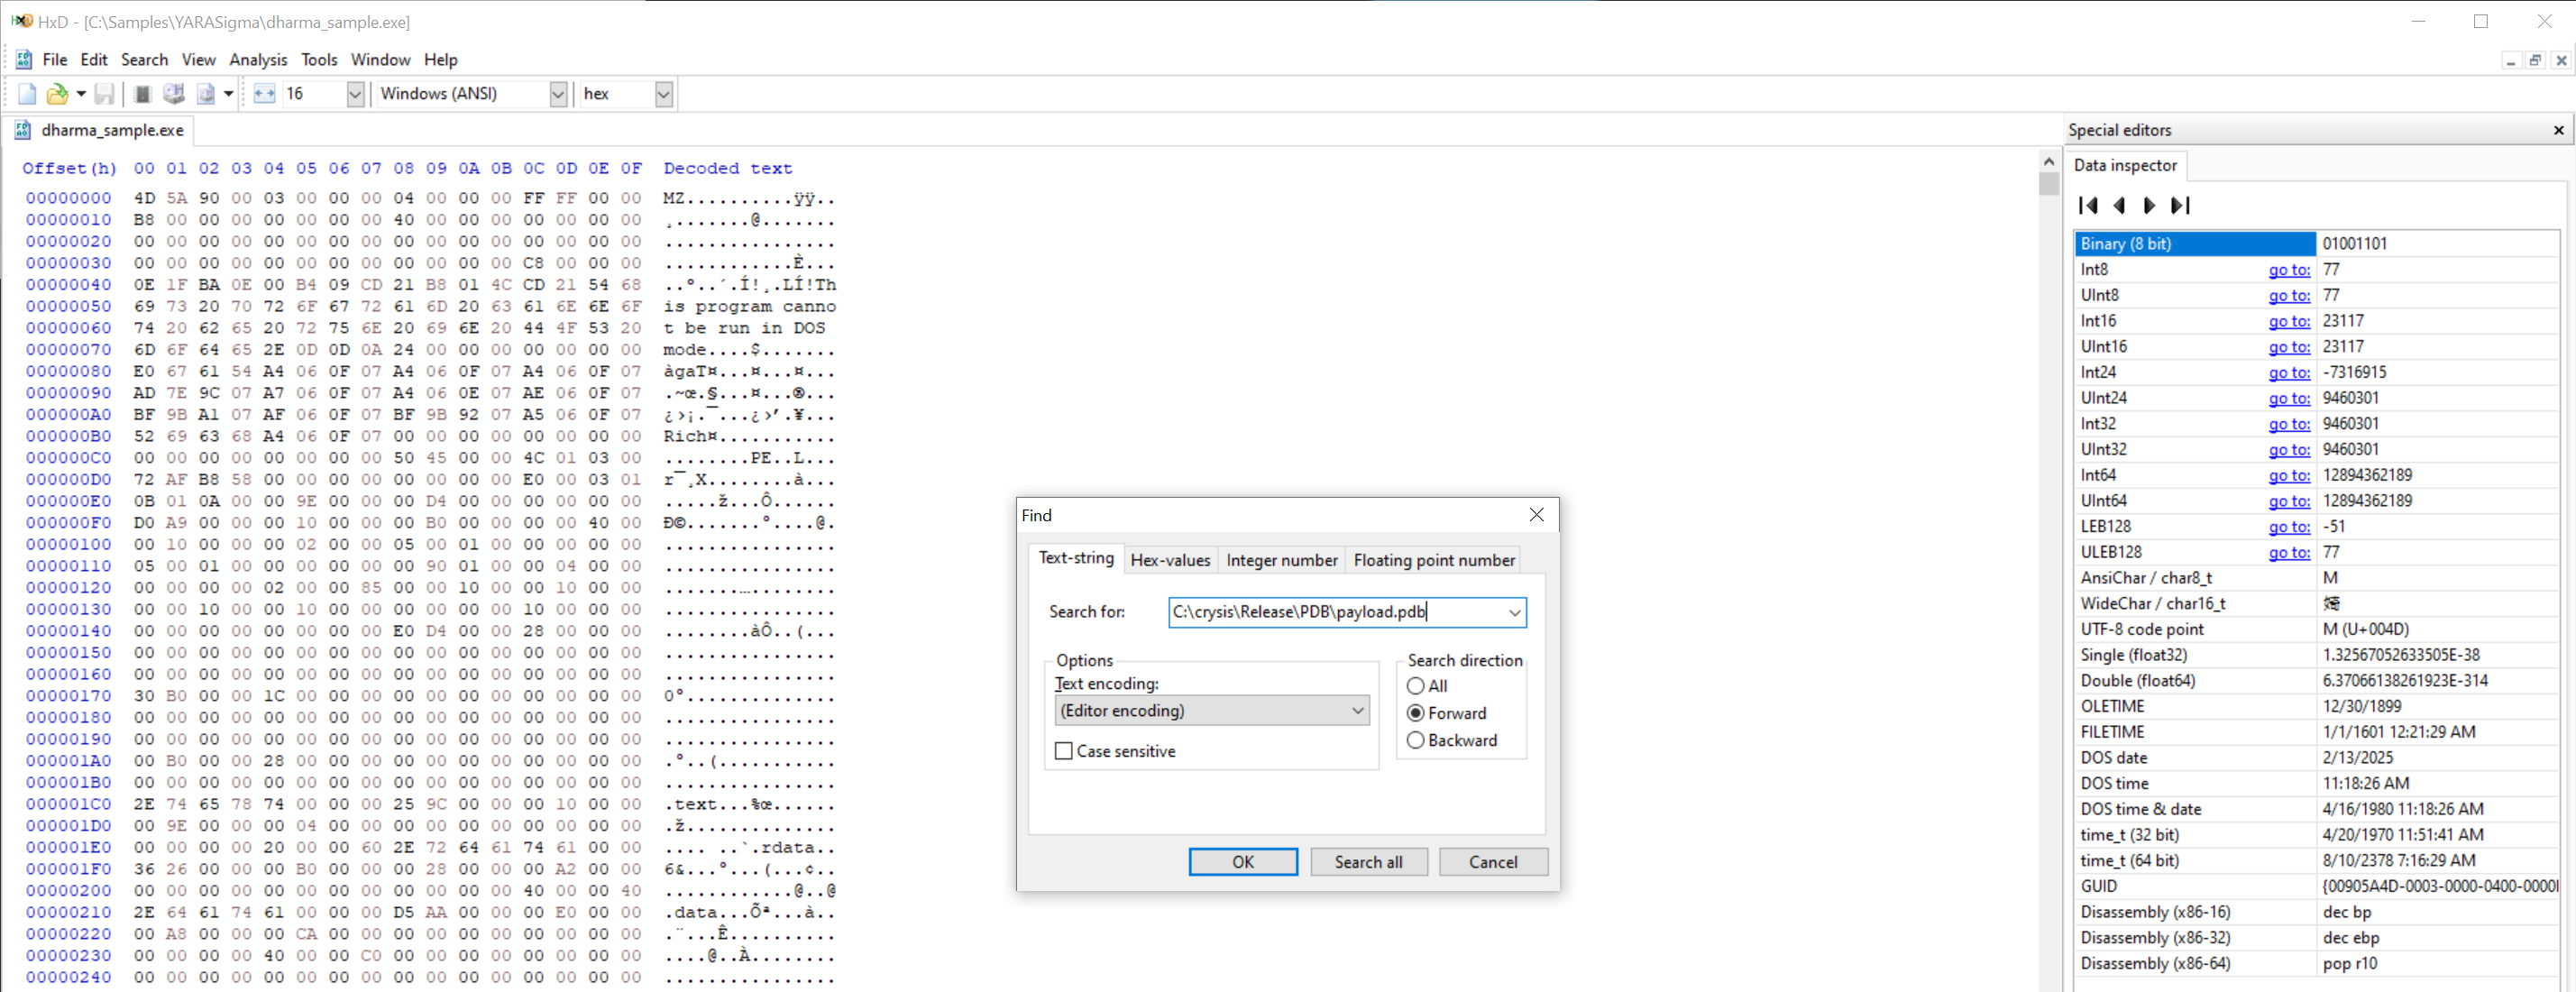 HxD - [C:\Samples\YARASigma\dharma_sample.exe]
File Edit Search View Analysis Tools Window Help
16 Windows (ANSI) hex
dharma_sample.exe
Offset(h) 00 01 02 03 04 05 06 07 08 09 0A 0B 0C 0D 0E 0F Decoded text
00000000 4D 5A 90 00 03 00 00 00 04 00 00 00 FF FF 00 00 MZ..........ÿÿ..
00000010 B8 00 00 00 00 00 00 00 40 00 00 00 00 00 00 00 ¸.......@.......
00000020 00 00 00 00 00 00 00 00 00 00 00 00 00 00 00 00 ................
00000030 00 00 00 00 00 00 00 00 00 00 00 00 C8 00 00 00 ............È...
00000040 0E 1F BA 0E 00 B4 09 CD 21 B8 01 4C CD 21 54 68 ..º..´.Í!¸.LÍ!Th
00000050 69 73 20 70 72 6F 67 72 61 6D 20 63 61 6E 6E 6F is program canno
00000060 74 20 62 65 20 72 75 6E 20 69 6E 20 44 4F 53 20 t be run in DOS
00000070 6D 6F 64 65 2E 0D 0D 0A 24 00 00 00 00 00 00 00 mode....$.......
00000080 E0 67 61 54 A4 06 0F 07 A4 06 0F 07 A4 06 0F 07 àgaT¤...¤...¤...
00000090 AD 7E 9C 07 A7 06 0F 07 A4 06 0E 07 AE 06 0F 07 .~œ.§...¤...®...
000000A0 BF 9B A1 07 AF 06 0F 07 BF 9B 92 07 A5 06 0F 07 ¿›¡.¯...¿›’.¥...
000000B0 52 69 63 68 A4 06 0F 07 00 00 00 00 00 00 00 00 Rich¤...........
000000C0 00 00 00 00 00 00 00 00 50 45 00 00 4C 01 03 00 ........PE..L...
000000D0 72 AF B8 58 00 00 00 00 00 00 00 00 E0 00 03 01 r¯¸X........à...
000000E0 0B 01 0A 00 00 9E 00 00 00 D4 00 00 00 00 00 00 .....ž...Ô......
000000F0 D0 A9 00 00 00 10 00 00 00 B0 00 00 00 00 40 00 Ð©.......°....@.
00000100 00 10 00 00 00 02 00 00 05 00 01 00 00 00 00 00 ................
00000110 05 00 01 00 00 00 00 00 00 90 01 00 00 04 00 00 ................
00000120 00 00 00 00 02 00 00 85 00 00 10 00 00 10 00 00 .......…........
00000130 00 00 10 00 00 10 00 00 00 00 00 00 10 00 00 00 ................
00000140 00 00 00 00 00 00 00 00 E0 D4 00 00 28 00 00 00 ........àÔ..(...
00000150 00 00 00 00 00 00 00 00 00 00 00 00 00 00 00 00 ................
00000160 00 00 00 00 00 00 00 00 00 00 00 00 00 00 00 00 ................
00000170 30 B0 00 00 1C 00 00 00 00 00 00 00 00 00 00 00 0°..............
00000180 00 00 00 00 00 00 00 00 00 00 00 00 00 00 00 00 ................
00000190 00 00 00 00 00 00 00 00 00 00 00 00 00 00 00 00 ................
000001A0 00 B0 00 00 28 00 00 00 00 00 00 00 00 00 00 00 .°..(...........
000001B0 00 00 00 00 00 00 00 00 00 00 00 00 00 00 00 00 ................
000001C0 2E 74 65 78 74 00 00 00 25 9C 00 00 00 10 00 00 .text...%œ......
000001D0 00 9E 00 00 00 04 00 00 00 00 00 00 00 00 00 00 .ž..............
000001E0 00 00 00 00 20 00 00 60 2E 72 64 61 74 61 00 00 .... ..`.rdata..
000001F0 36 26 00 00 00 B0 00 00 00 28 00 00 00 A2 00 00 6&...°...(...¢..
00000200 00 00 00 00 00 00 00 00 00 00 00 00 40 00 00 40 ............@..@
00000210 2E 64 61 74 61 00 00 00 D5 AA 00 00 00 E0 00 00 .data...Õª...à..
00000220 00 A8 00 00 00 CA 00 00 00 00 00 00 00 00 00 00 .¨...Ê..........
00000230 00 00 00 00 40 00 00 C0 00 00 00 00 00 00 00 00 ....@..À........
00000240 00 00 00 00 00 00 00 00 00 00 00 00 00 00 00 00 ................
Find
Text-string Hex-values Integer number Floating point number
Search for: C:\crysis\Release\PDB\payload.pdb
Options
Text encoding:
(Editor encoding)
Case sensitive
Search direction
All
Forward
Backward
OK Search all Cancel
Special editors
Data inspector
Binary (8 bit) 01001101
Int8 go to: 77
UInt8 go to: 77
Int16 go to: 23117
UInt16 go to: 23117
Int24 go to: -7316915
UInt24 go to: 9460301
Int32 go to: 9460301
UInt32 go to: 9460301
Int64 go to: 12894362189
UInt64 go to: 12894362189
LEB128 go to: -51
ULEB128 go to: 77
AnsiChar / char8_t M
WideChar / char16_t 婍
UTF-8 code point M (U+004D)
Single (float32) 1.32567052633505E-38
Double (float64) 6.37066138261923E-314
OLETIME 12/30/1899
FILETIME 1/1/1601 12:21:29 AM
DOS date 2/13/2025
DOS time 11:18:26 AM
DOS time & date 4/16/1980 11:18:26 AM
time_t (32 bit) 4/20/1970 11:51:41 AM
time_t (64 bit) 8/10/2378 7:16:29 AM
GUID {00905A4D-0003-0000-0400-0000
Disassembly (x86-16) dec bp
Disassembly (x86-32) dec ebp
Disassembly (x86-64) pop r10